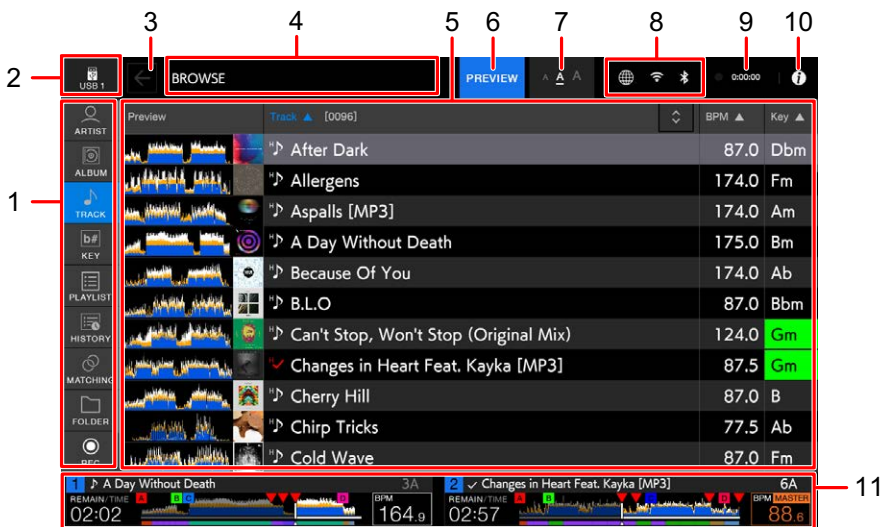 3 4 5 6 7 8 9 10
2 USB 1 BROWSE PREVIEW A A A 0:00:00 i
1
ARTIST
ALBUM
TRACK
b#
KEY
PLAYLIST
HISTORY
MATCHING
FOLDER
REC
Preview Track ▲ [0096] BPM ▲ Key ▲
H♪ After Dark 87.0 Dbm
H♪ Allergens 174.0 Fm
H♪ Aspalls [MP3] 174.0 Am
H♪ A Day Without Death 175.0 Bm
H♪ Because Of You 174.0 Ab
H♪ B.L.O 87.0 Bbm
H♪ Can't Stop, Won't Stop (Original Mix) 124.0 Gm
H✓ Changes in Heart Feat. Kayka [MP3] 87.5 Gm
H♪ Cherry Hill 87.0 B
H♪ Chirp Tricks 77.5 Ab
H♪ Cold Wave 87.0 Fm
11
1 ♪ A Day Without Death 3A
REMAIN/TIME A B C D BPM
02:02 164.9
2 ✓ Changes in Heart Feat. Kayka [MP3] 6A
REMAIN/TIME A B D BPM MASTER
02:57 88.6